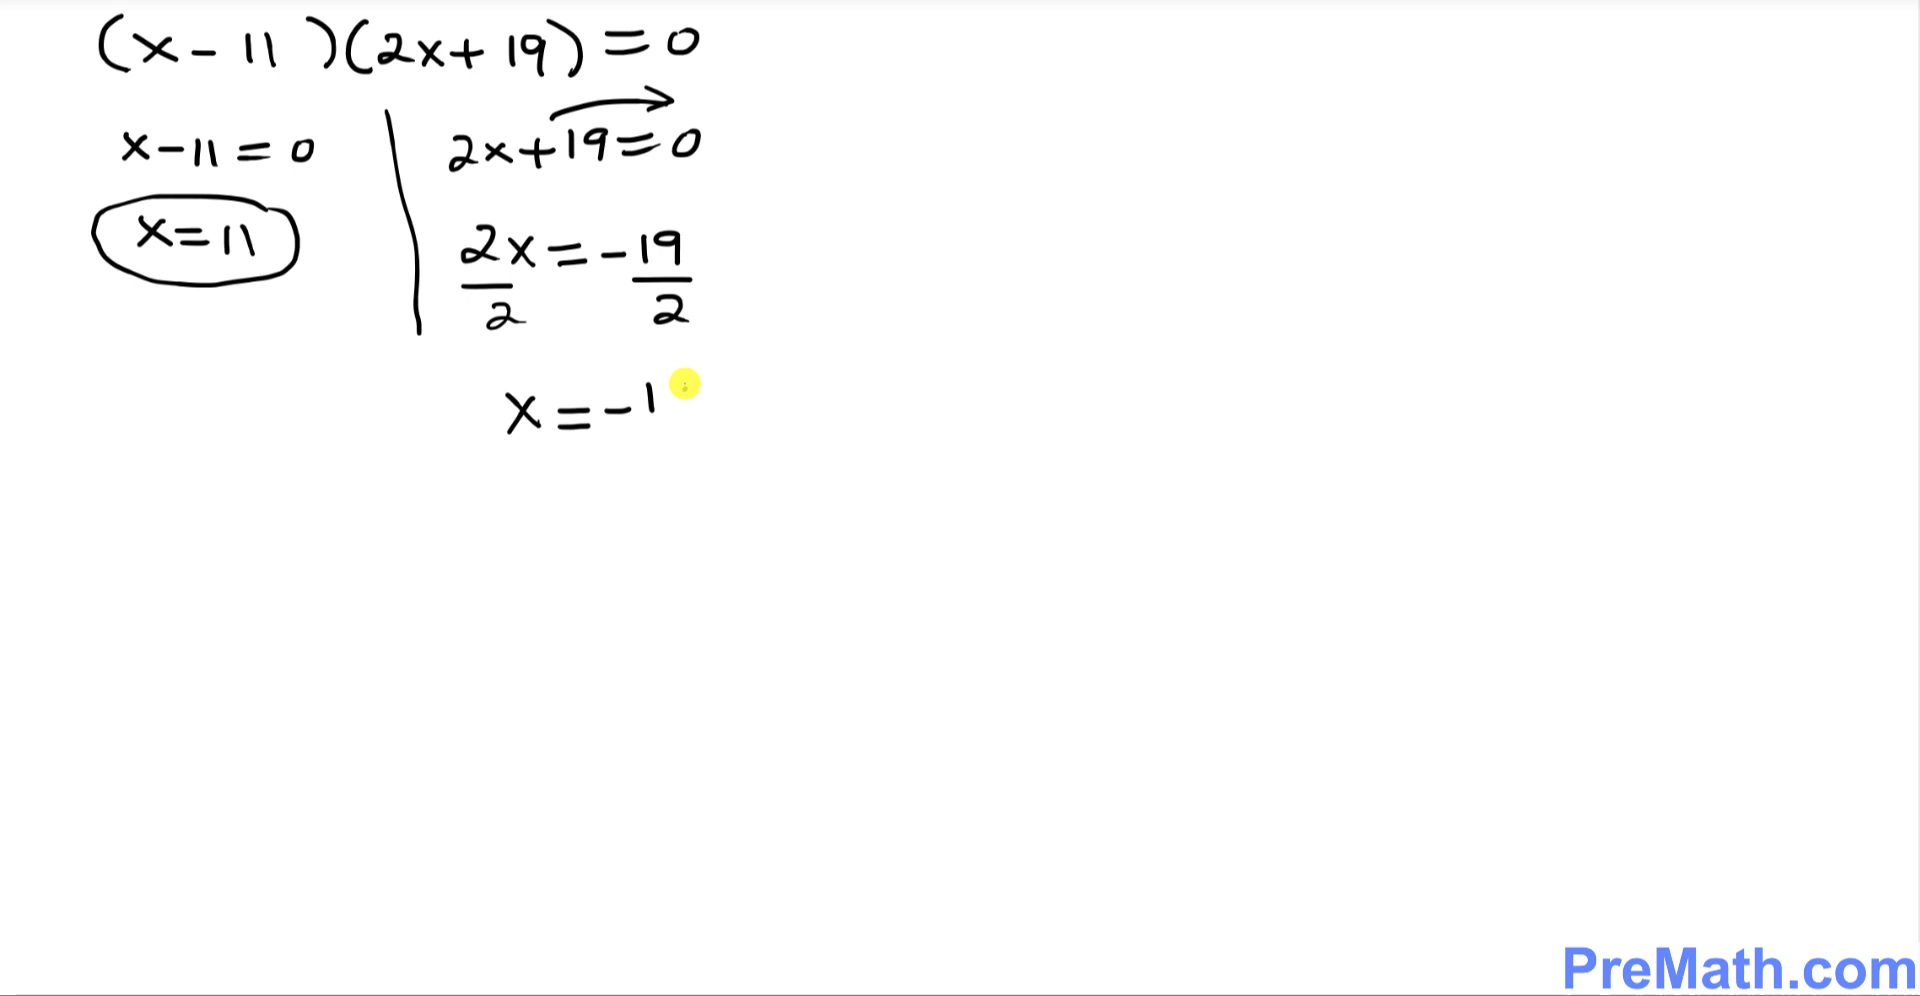 (x - 11)(2x + 19) = 0
x - 11 = 0
x = 11
2x + 19 = 0
2x = -19
2 2
x = -1
PreMath.com